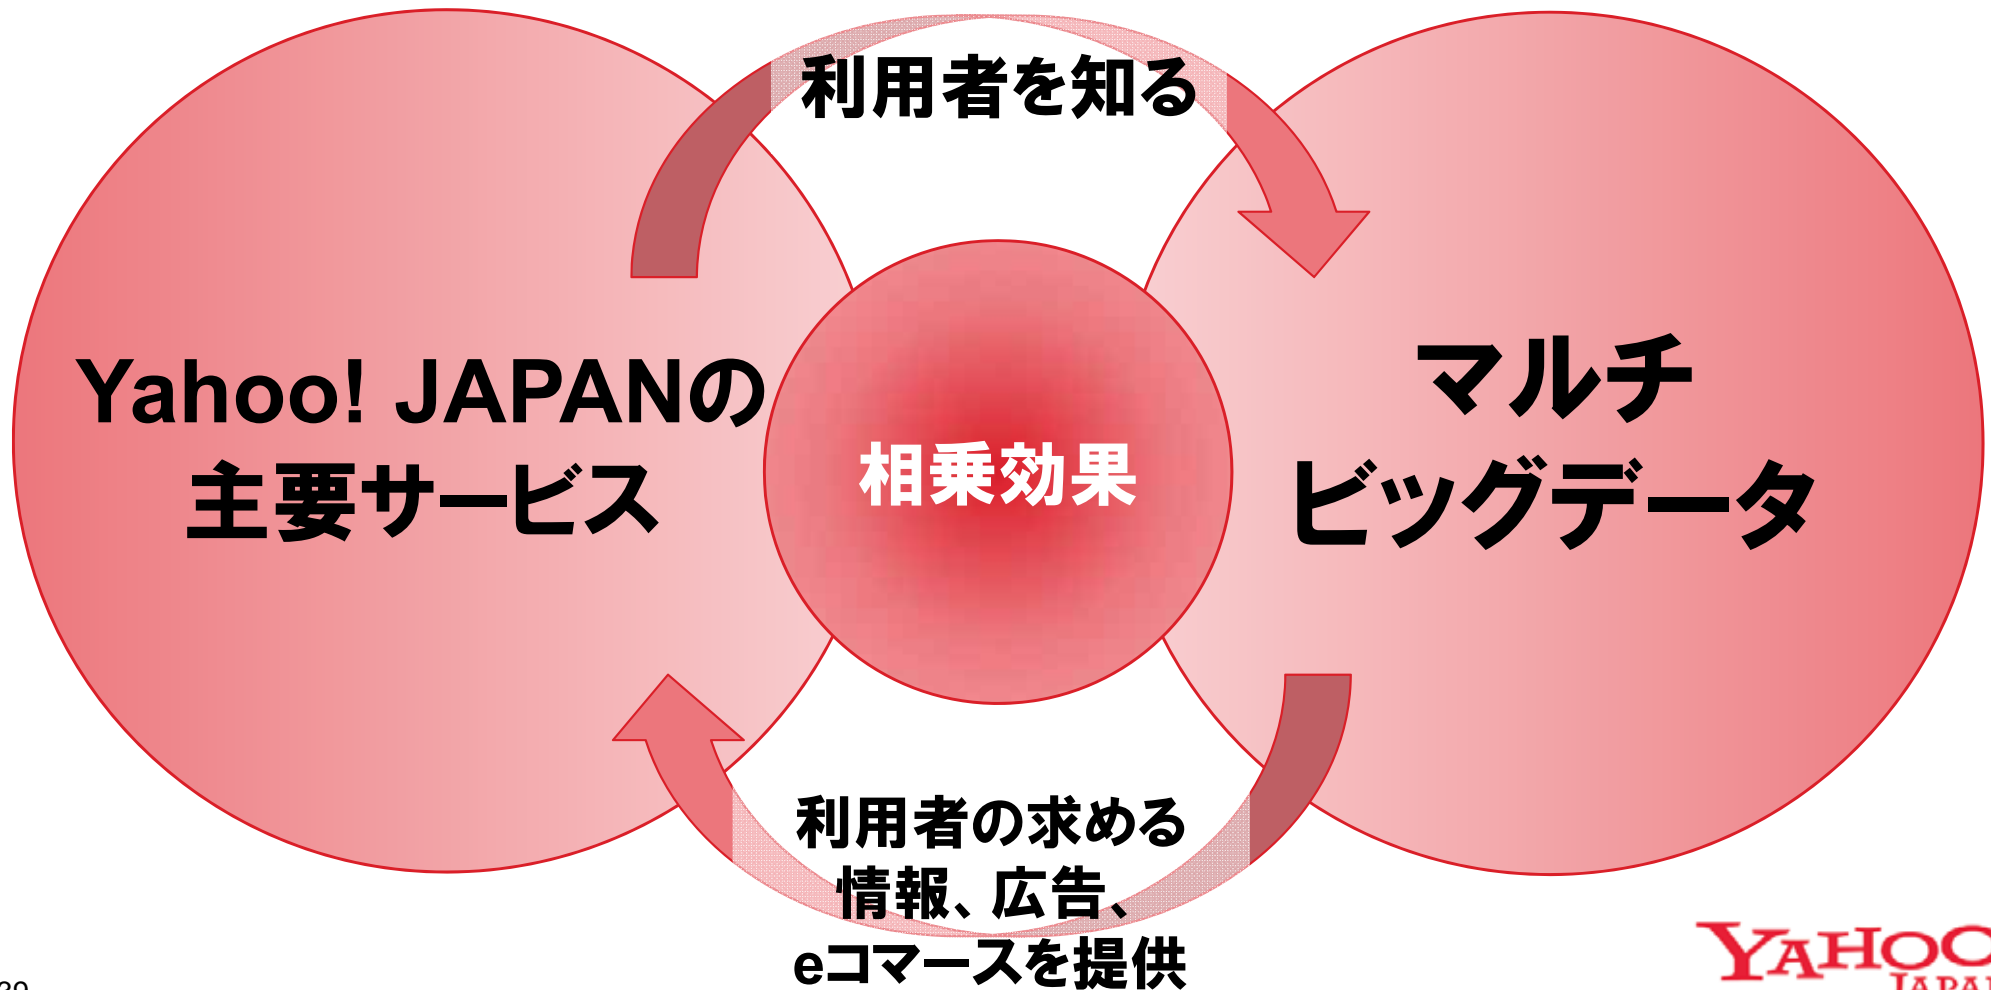 利用者を知る
Yahoo! JAPANの
主要サービス
相乗効果
マルチ
ビッグデータ
利用者の求める
情報、広告、
eコマースを提供
YAHOO
JAPAN